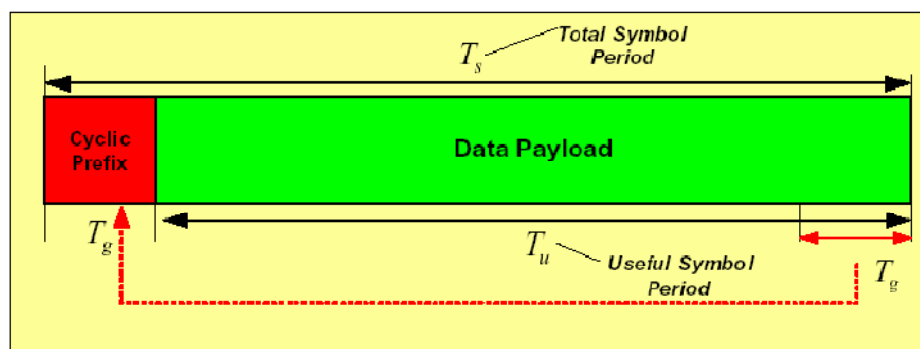 Total Symbol
Period
T_s
Cyclic
Prefix
Data Payload
T_g
T_u
Useful Symbol
Period
T_g